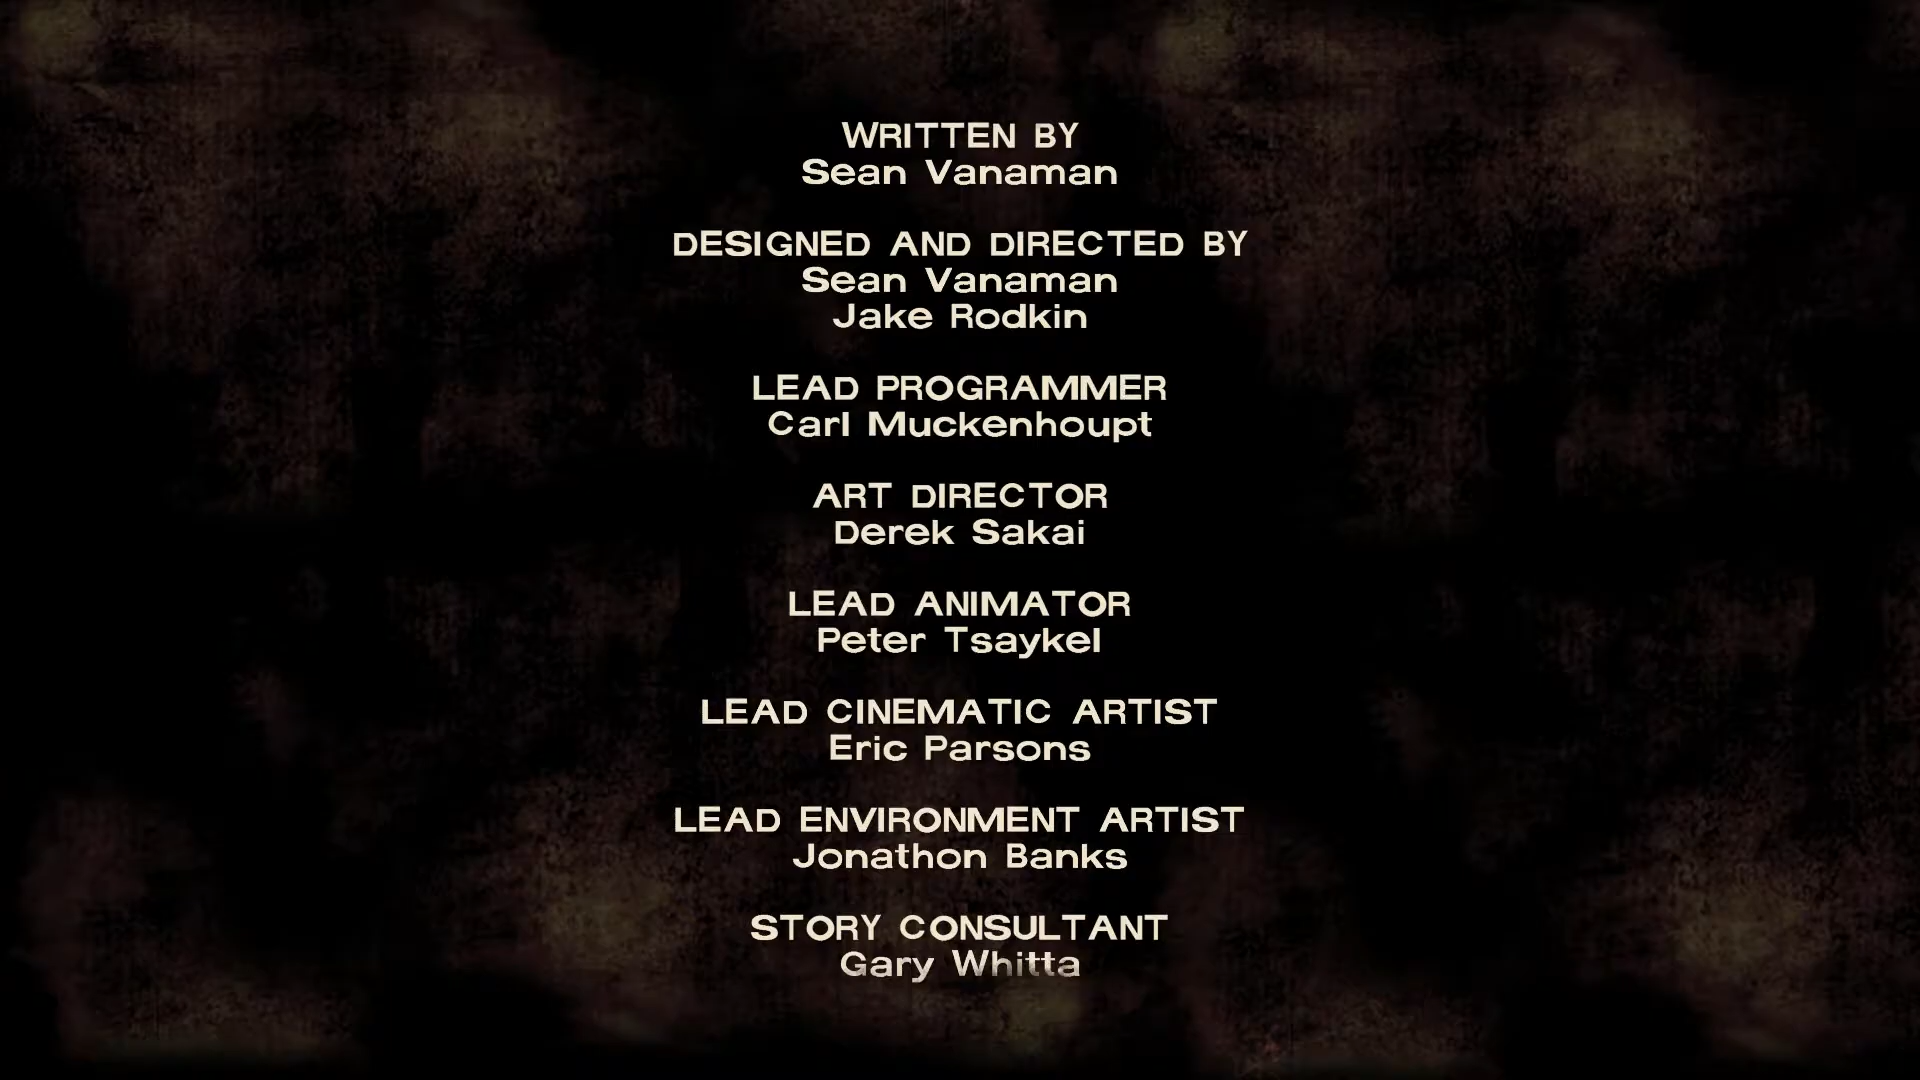 WRITTEN BY
Sean Vanaman
DESIGNED AND DIRECTED BY
Sean Vanaman
Jake Rodkin
LEAD PROGRAMMER
Carl Muckenhoupt
ART DIRECTOR
Derek Sakai
LEAD ANIMATOR
Peter Tsaykel
LEAD CINEMATIC ARTIST
Eric Parsons
LEAD ENVIRONMENT ARTIST
Jonathon Banks
STORY CONSULTANT
Gary Whitta